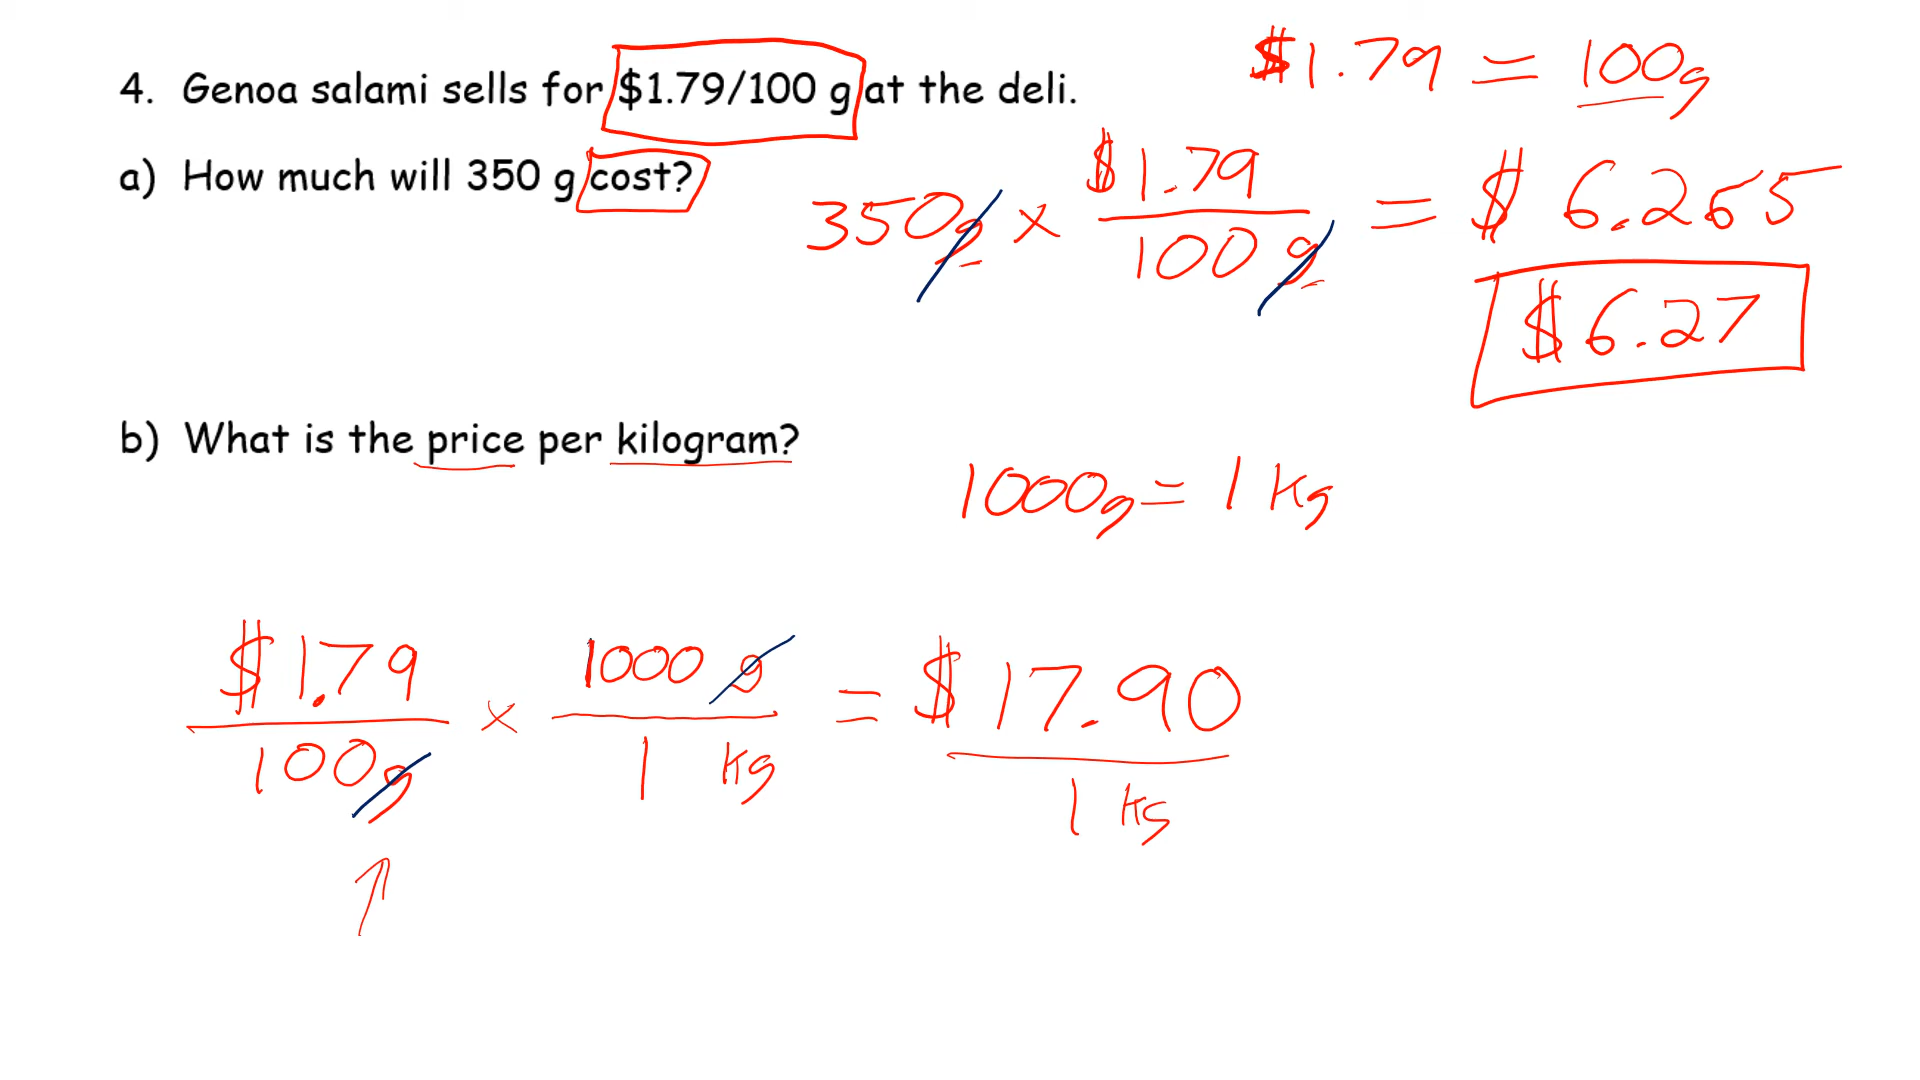 4. Genoa salami sells for $1.79/100 g at the deli.
$1.79 = 100g
a) How much will 350 g cost?
350g × $1.79 / 100 g = $ 6.265
$6.27
b) What is the price per kilogram?
1000g = 1 kg
$1.79 / 100g × 1000 g / 1 kg = $17.90 / 1 kg